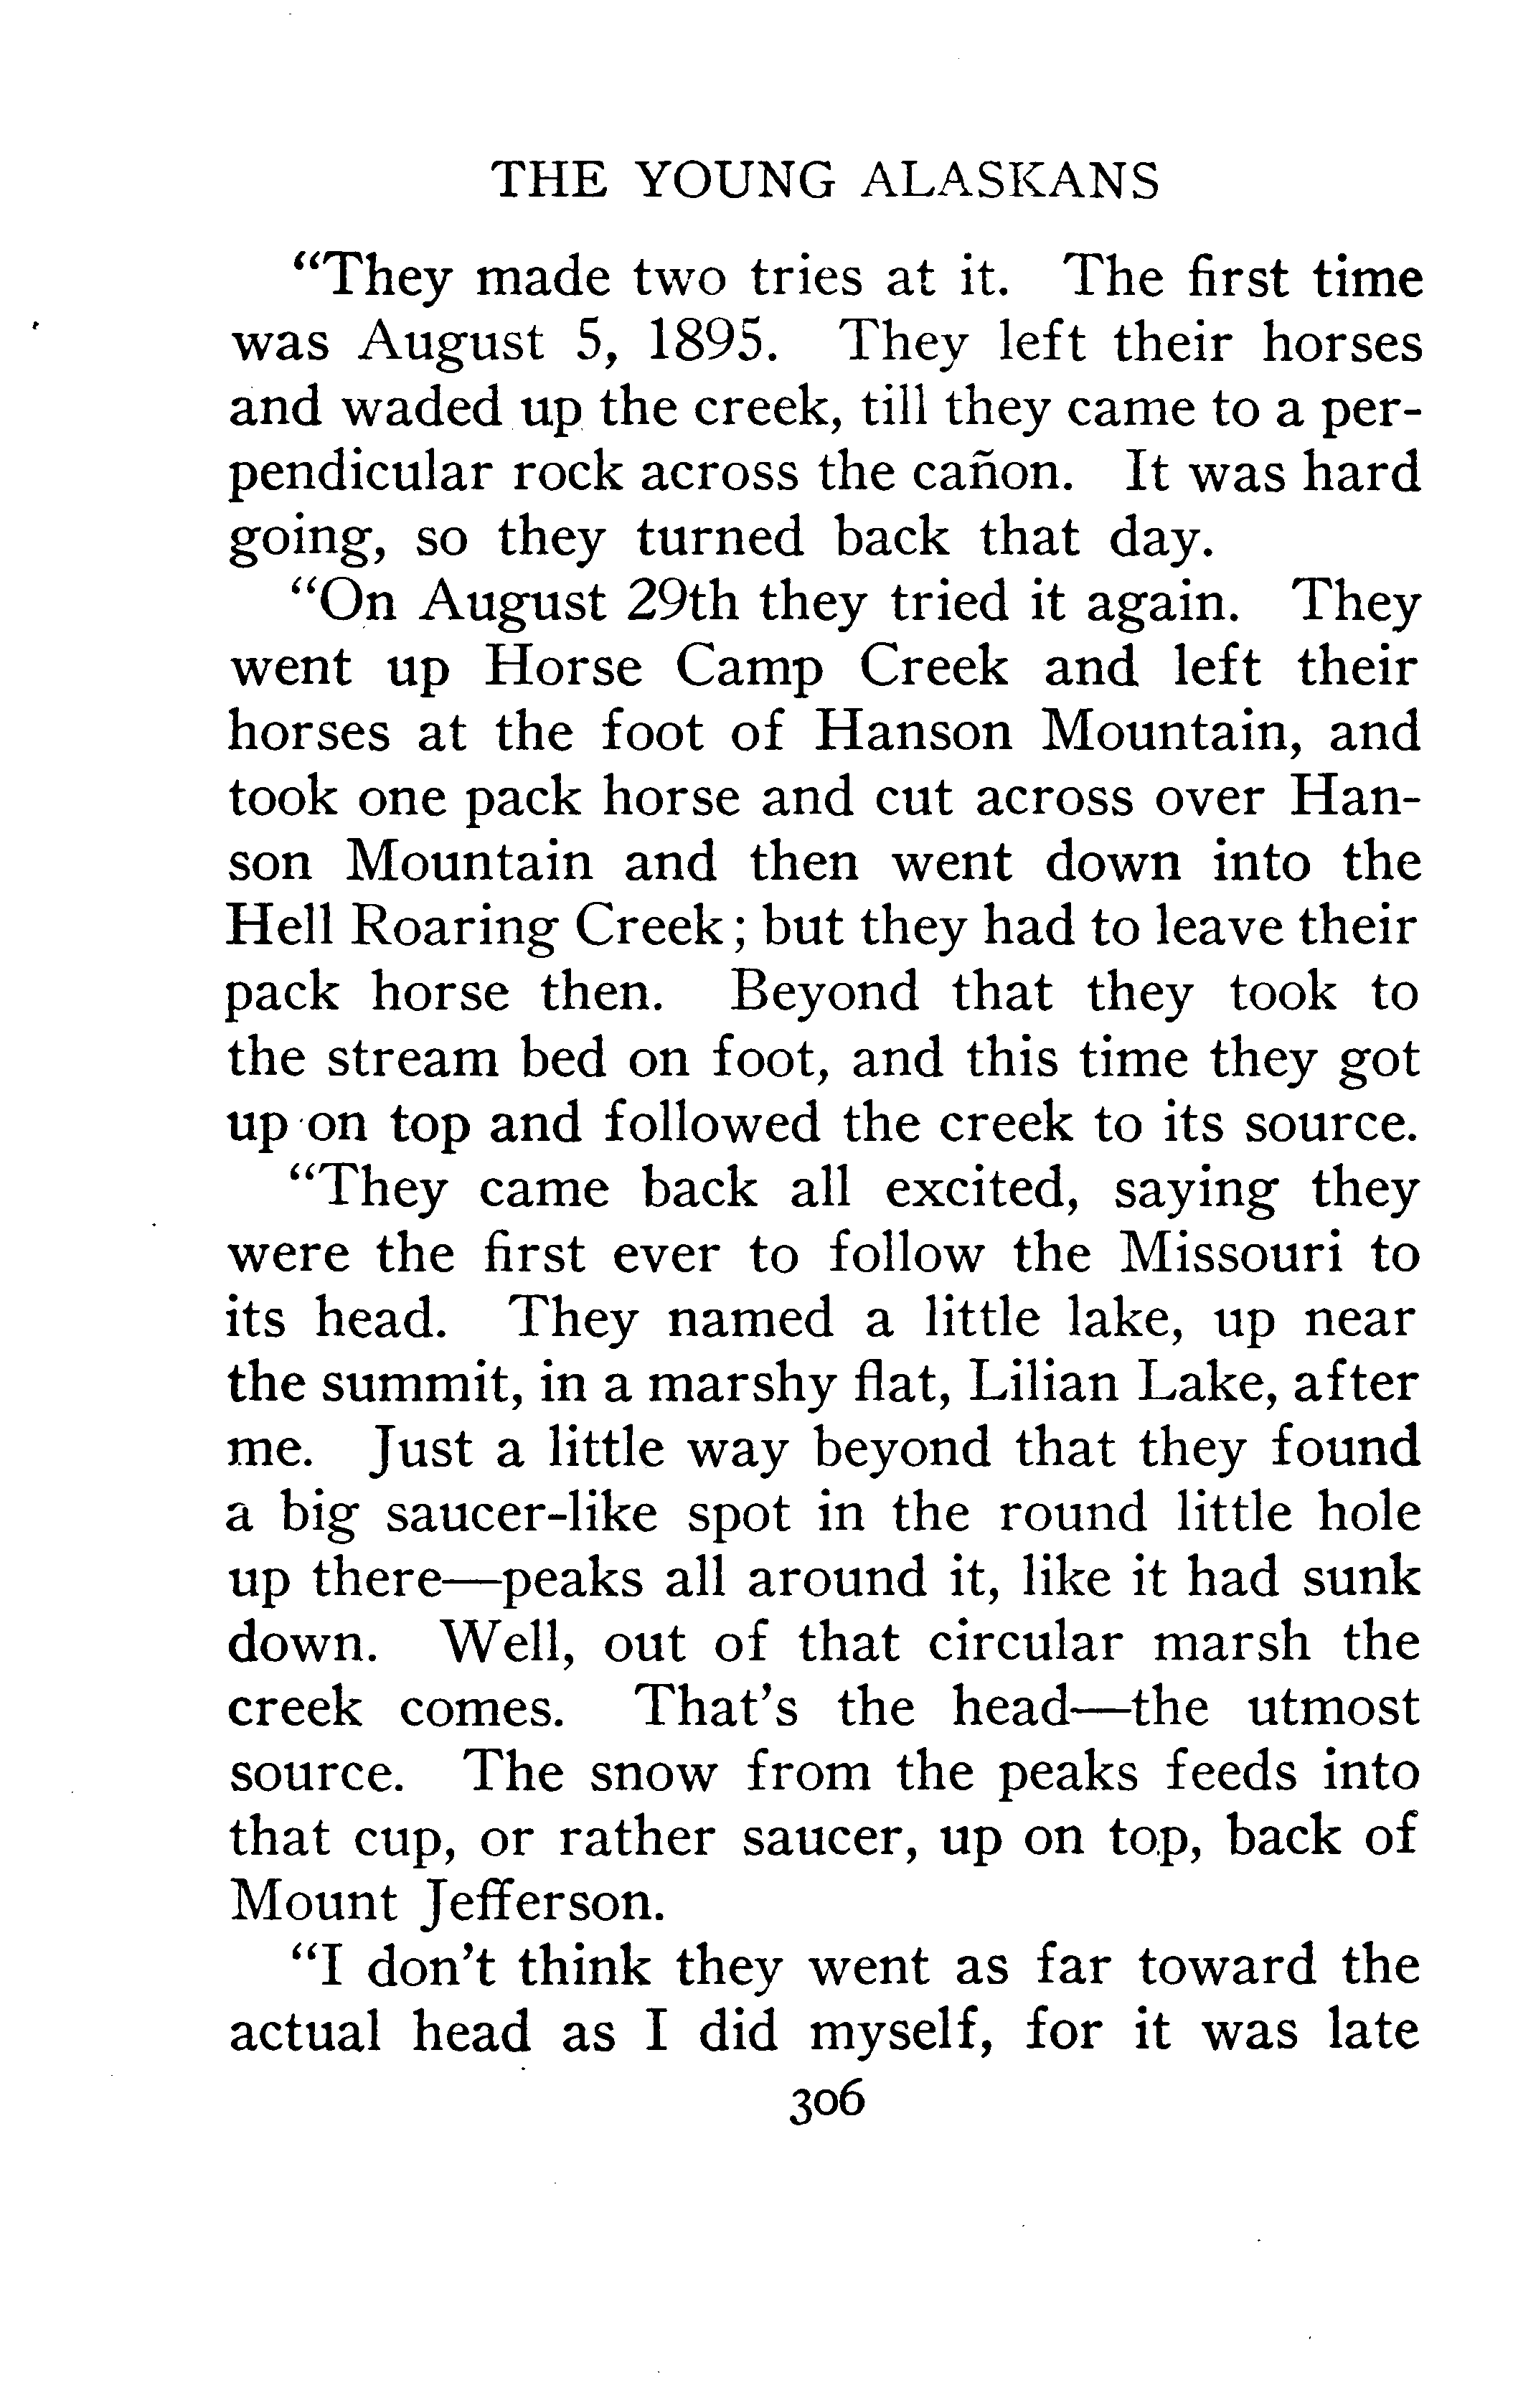 THE YOUNG ALASKANS
"They made two tries at it. The first time
was August 5, 1895. They left their horses
and waded up the creek, till they came to a per-
pendicular rock across the cañon. It was hard
going, so they turned back that day.
"On August 29th they tried it again. They
went up Horse Camp Creek and left their
horses at the foot of Hanson Mountain, and
took one pack horse and cut across over Han-
son Mountain and then went down into the
Hell Roaring Creek; but they had to leave their
pack horse then. Beyond that they took to
the stream bed on foot, and this time they got
up on top and followed the creek to its source.
"They came back all excited, saying they
were the first ever to follow the Missouri to
its head. They named a little lake, up near
the summit, in a marshy flat, Lilian Lake, after
me. Just a little way beyond that they found
a big saucer-like spot in the round little hole
up there—peaks all around it, like it had sunk
down. Well, out of that circular marsh the
creek comes. That's the head—the utmost
source. The snow from the peaks feeds into
that cup, or rather saucer, up on top, back of
Mount Jefferson.
"I don't think they went as far toward the
actual head as I did myself, for it was late
306